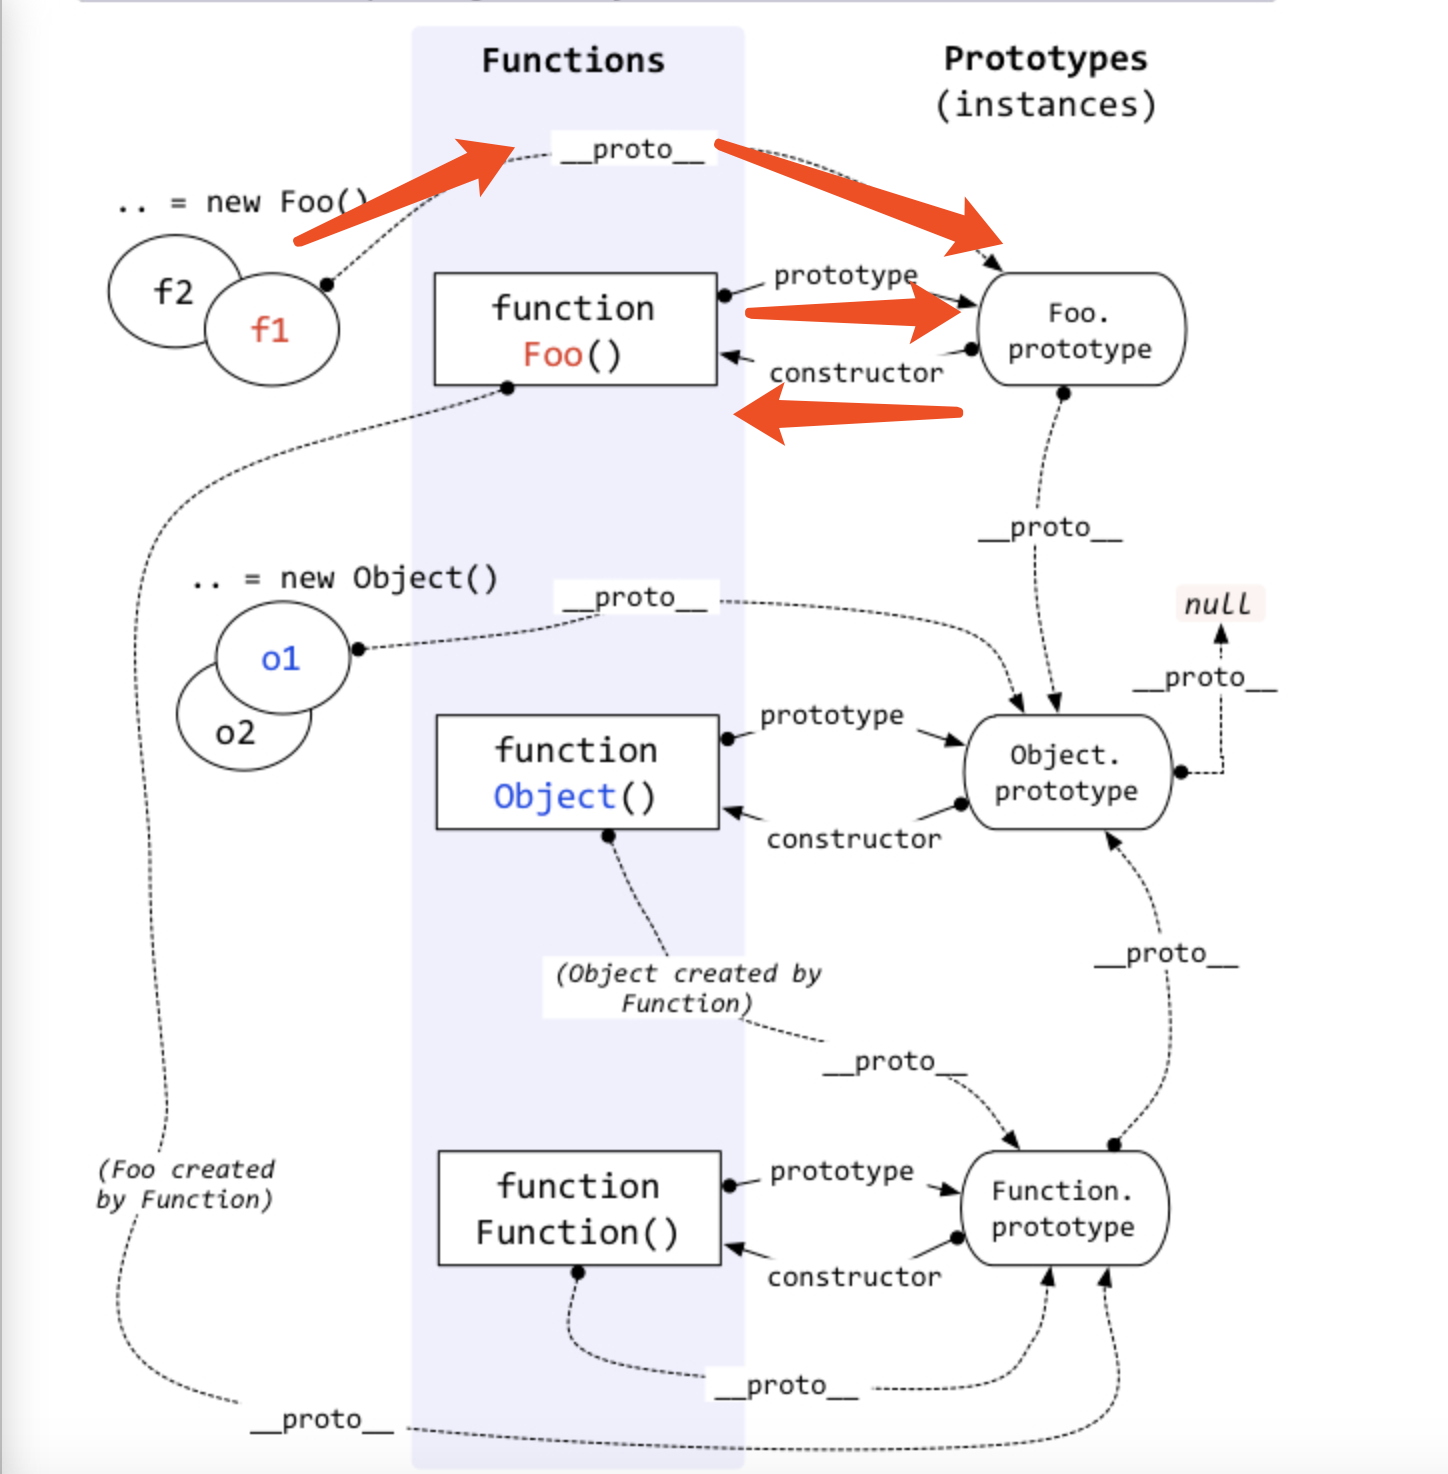 Functions
Prototypes
(instances)
__proto__
.. = new Foo()
f2
f1
function
Foo()
prototype
Foo.
prototype
constructor
__proto__
.. = new Object()
__proto__
null
__proto__
o1
o2
function
Object()
prototype
Object.
prototype
constructor
__proto__
(Object created by
Function)
__proto__
(Foo created
by Function)
function
Function()
prototype
Function.
prototype
constructor
__proto__
__proto__